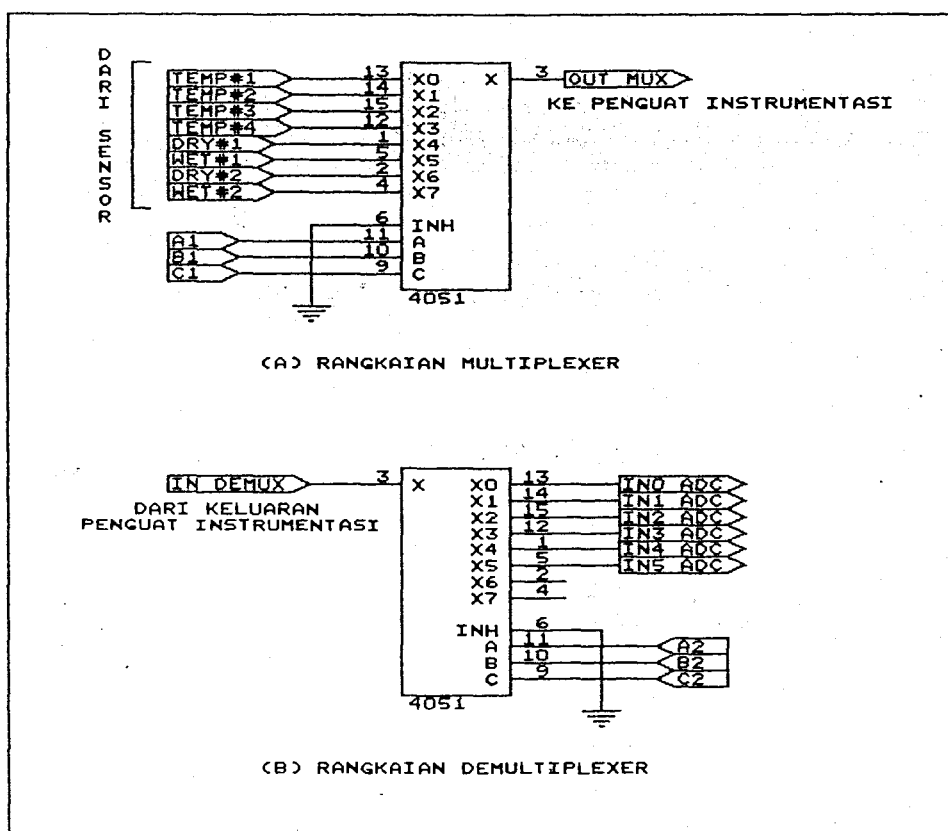 DARI SENSOR
TEMP#1 13 X0 X 3 OUT MUX
TEMP#2 14 X1
KE PENGUAT INSTRUMENTASI
TEMP#3 15 X2
TEMP#4 12 X3
DRY#1 1 X4
WET#1 5 X5
DRY#2 2 X6
WET#2 4 X7
6 INH
A1 11 A
B1 10 B
C1 9 C
4051
(A) RANGKAIAN MULTIPLEXER
IN DEMUX 3 X X0 13 IN0 ADC
X1 14 IN1 ADC
DARI KELUARAN
X2 15 IN2 ADC
PENGUAT INSTRUMENTASI
X3 12 IN3 ADC
X4 1 IN4 ADC
X5 5 IN5 ADC
X6 2
X7 4
INH 6
A 11 A2
B 10 B2
C 9 C2
4051
(B) RANGKAIAN DEMULTIPLEXER